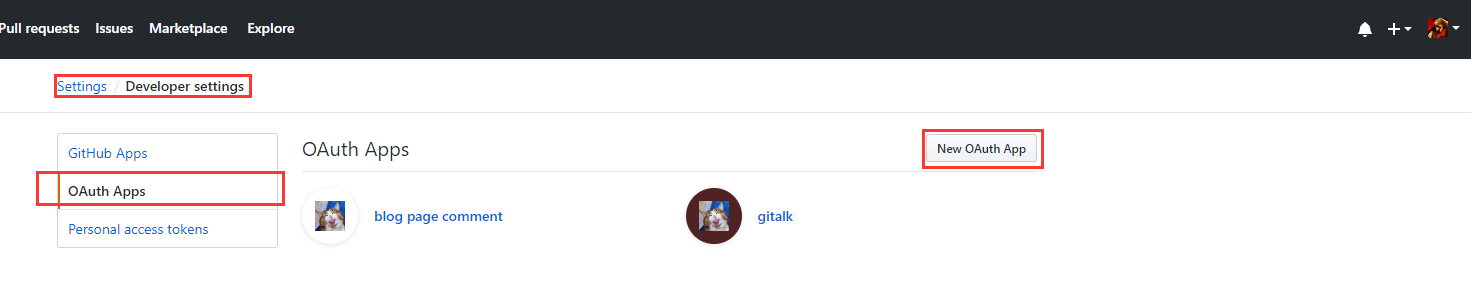 Pull requests Issues Marketplace Explore
Settings / Developer settings
GitHub Apps
OAuth Apps
Personal access tokens
OAuth Apps
New OAuth App
blog page comment
gitalk